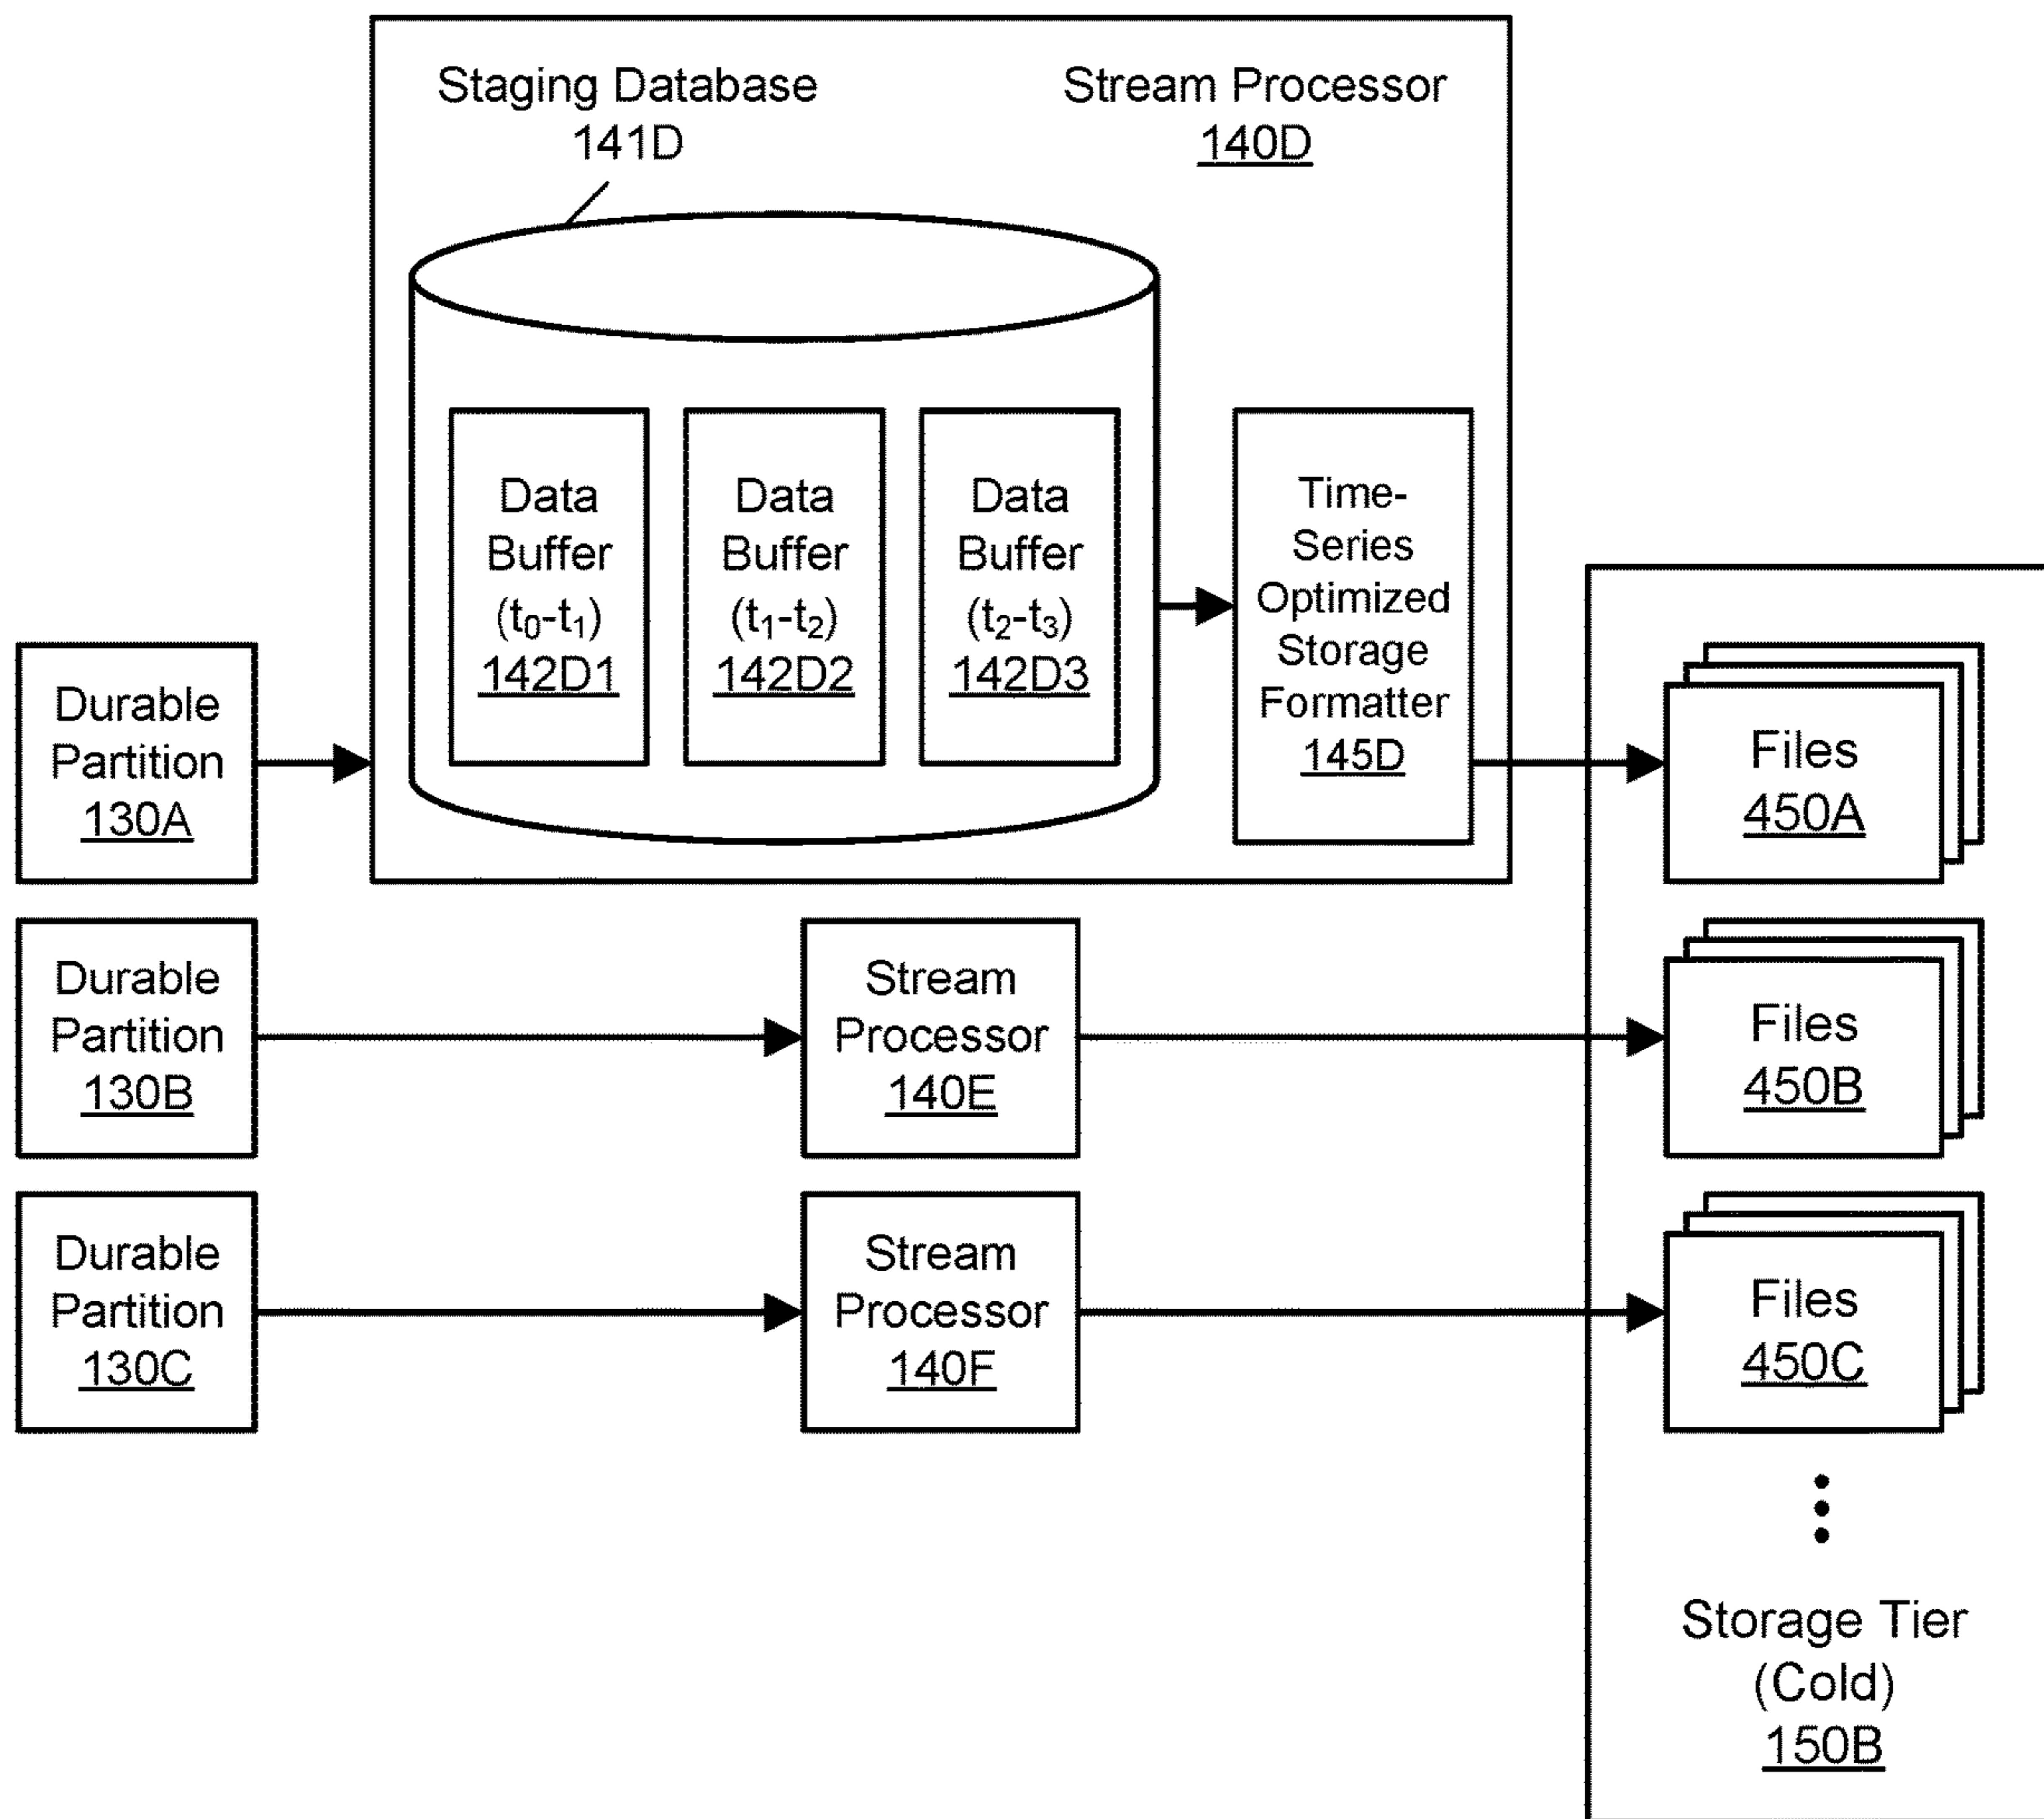 Staging Database
141D
Stream Processor
140D
Data
Buffer
(t₀-t₁)
142D1
Data
Buffer
(t₁-t₂)
142D2
Data
Buffer
(t₂-t₃)
142D3
Time-
Series
Optimized
Storage
Formatter
145D
Durable
Partition
130A
Files
450A
Durable
Partition
130B
Stream
Processor
140E
Files
450B
Durable
Partition
130C
Stream
Processor
140F
Files
450C
Storage Tier
(Cold)
150B